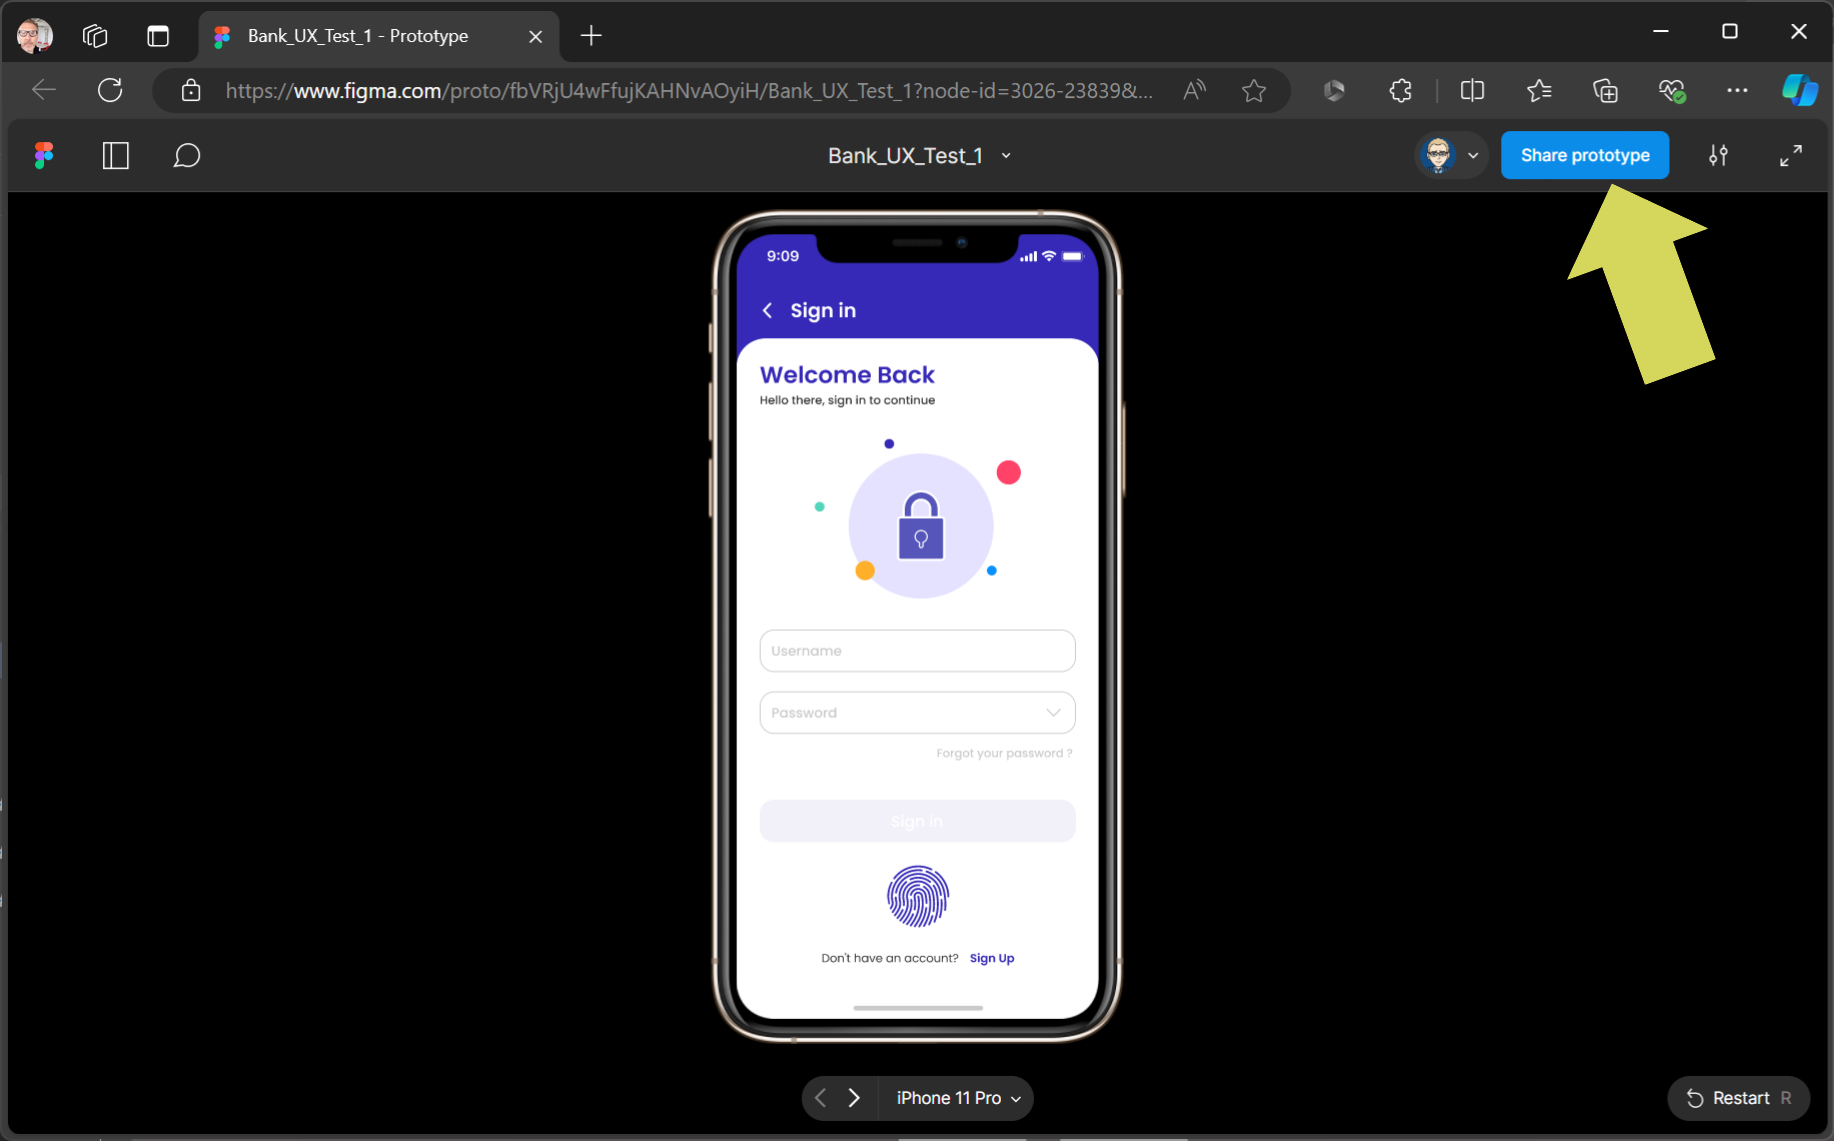 Bank_UX_Test_1 - Prototype
https://www.figma.com/proto/fbVRjU4wFfujKAHNvAOyiH/Bank_UX_Test_1?node-id=3026-23839&...
Bank_UX_Test_1
Share prototype
9:09
Sign in
Welcome Back
Hello there, sign in to continue
Username
Password
Forgot your password ?
Sign in
Don't have an account? Sign Up
iPhone 11 Pro
Restart R